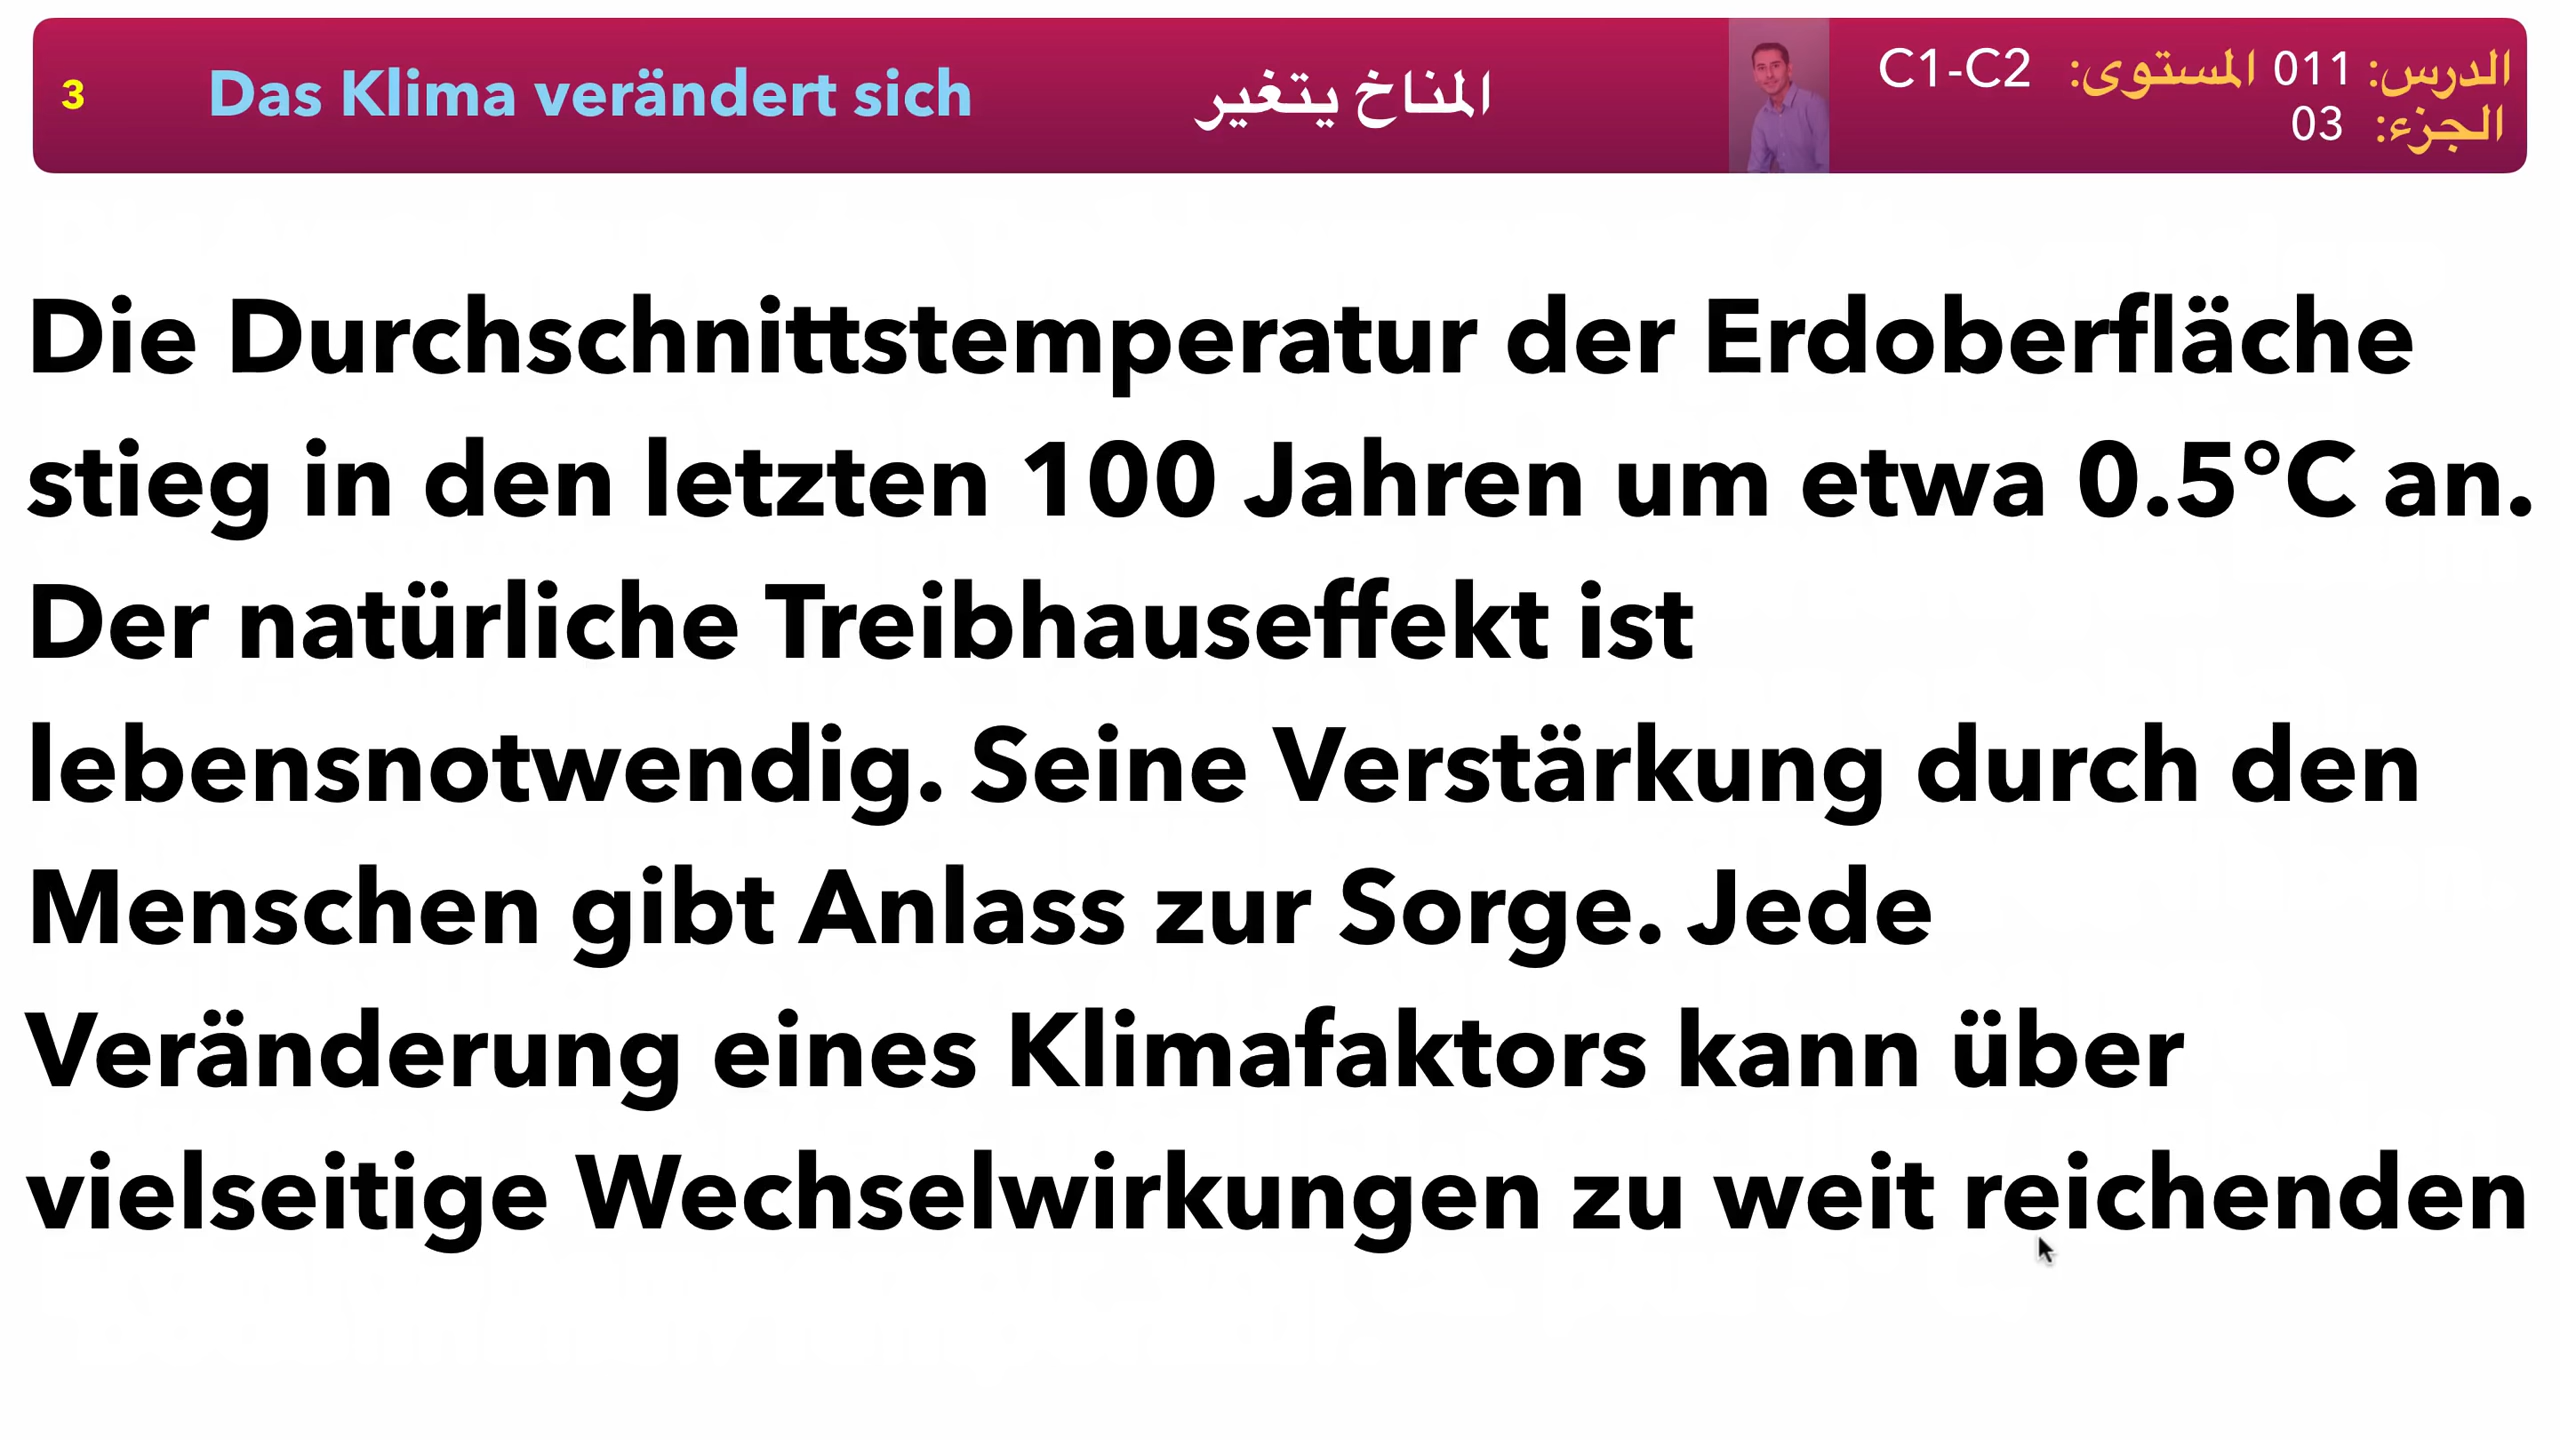 3
Das Klima verändert sich
المناخ يتغير
الدرس: 011 المستوى: C1-C2
الجزء: 03
Die Durchschnittstemperatur der Erdoberfläche
stieg in den letzten 100 Jahren um etwa 0.5°C an.
Der natürliche Treibhauseffekt ist
lebensnotwendig. Seine Verstärkung durch den
Menschen gibt Anlass zur Sorge. Jede
Veränderung eines Klimafaktors kann über
vielseitige Wechselwirkungen zu weit reichenden